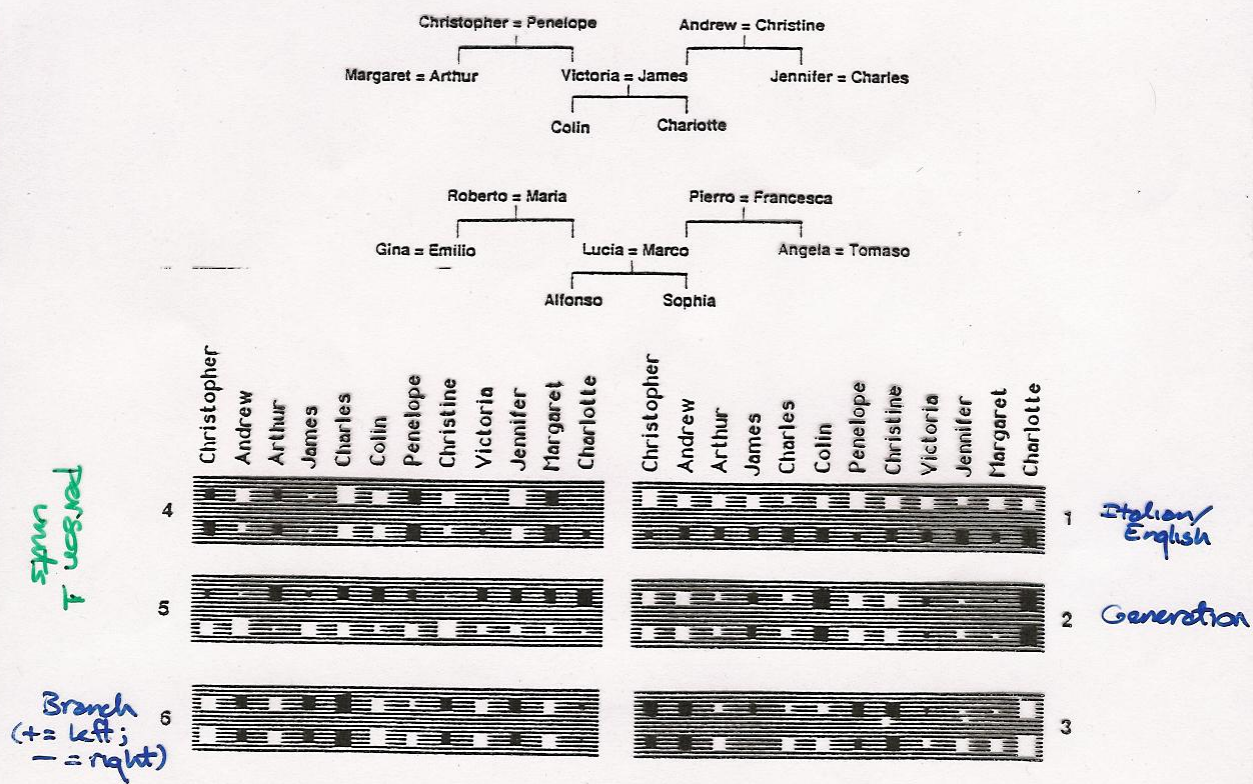 Christopher = Penelope Andrew = Christine
Margaret = Arthur Victoria = James Jennifer = Charles
Colin Charlotte
Roberto = Maria Pierro = Francesca
Gina = Emilio Lucia = Marco Angela = Tomaso
Alfonso Sophia
Christopher Andrew Arthur James Charles Colin Penelope Christine Victoria Jennifer Margaret Charlotte
Christopher Andrew Arthur James Charles Colin Penelope Christine Victoria Jennifer Margaret Charlotte
Person 1
units
4
5
6
Branch
(+= left;
- = right)
1
Italian/
English
2
Generation
3